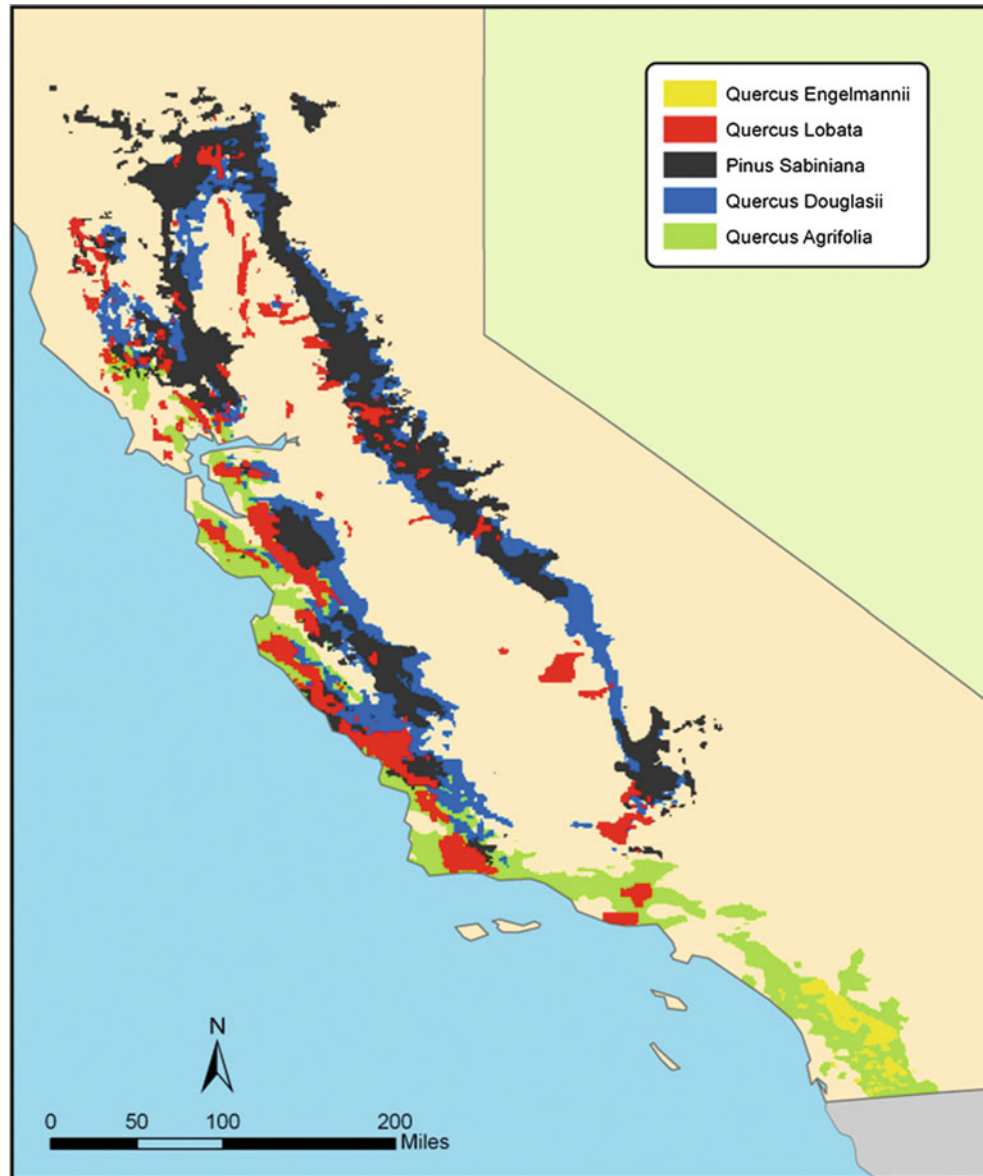 Quercus Engelmannii
Quercus Lobata
Pinus Sabiniana
Quercus Douglasii
Quercus Agrifolia
N
0 50 100 200
Miles